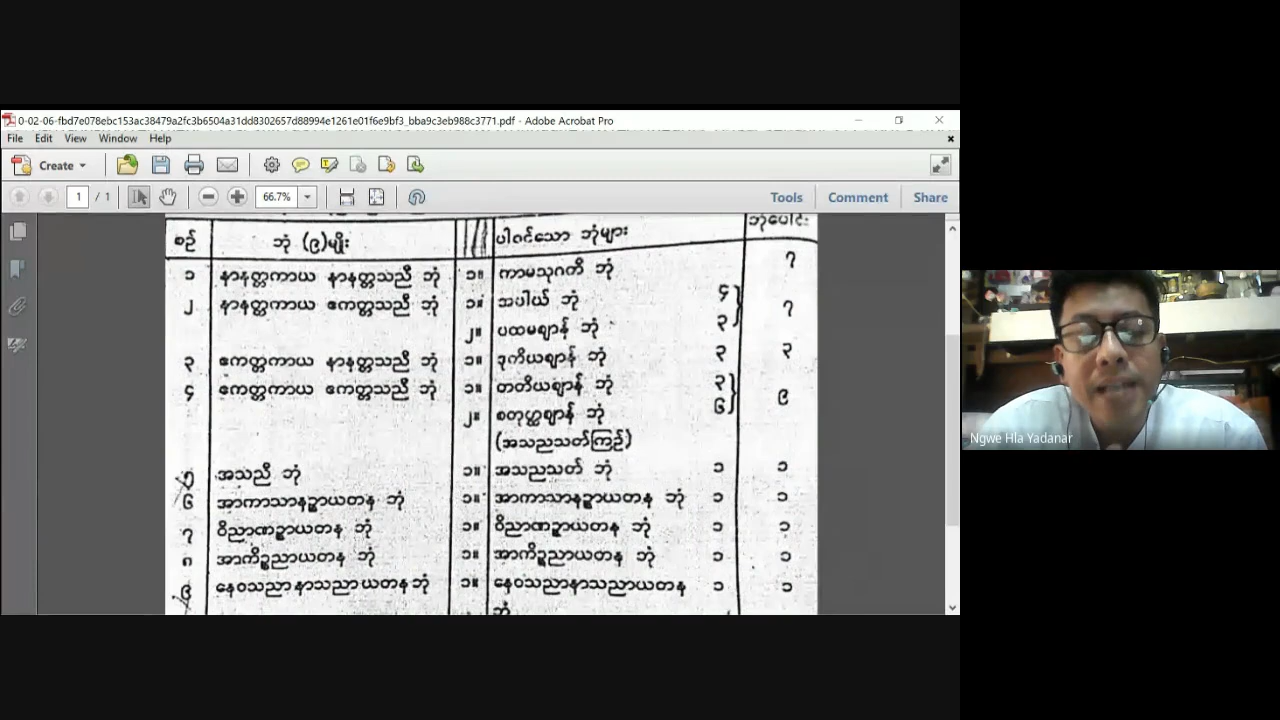 0-02-06-fbd7e078ebc153ac38479a2fc3b6504a31dd8302657d88994e1261e01f6e9bf3_bba9c3eb988c3771.pdf - Adobe Acrobat Pro
File Edit View Window Help
Create
1 / 1 66.7% Tools Comment Share
စဉ် ဘုံ (၉)မျိုး ပါဝင်သော ဘုံများ ဘုံပေါင်း
၁ နာနတ္တကာယ နာနတ္တသညီ ဘုံ ၁။ ကာမသုဂတိ ဘုံ ၇
၂ နာနတ္တကာယ ဧကတ္တသညီ ဘုံ ၁။ အပါယ် ဘုံ ၄ ၇
၂။ ပထမဈာန် ဘုံ ၃
၃ ဧကတ္တကာယ နာနတ္တသညီ ဘုံ ၁။ ဒုတိယဈာန် ဘုံ ၃ ၃
၄ ဧကတ္တကာယ ဧကတ္တသညီ ဘုံ ၁။ တတိယဈာန် ဘုံ ၃ ၉
၂။ စတုတ္ထဈာန် ဘုံ ၆
(အသညသတ်ကြဉ်)
၅ အသညီ ဘုံ ၁။ အသညသတ် ဘုံ ၁ ၁
၆ အာကာသာနဉ္စာယတန ဘုံ ၁။ အာကာသာနဉ္စာယတန ဘုံ ၁ ၁
၇ ဝိညာဏဉ္စာယတန ဘုံ ၁။ ဝိညာဏဉ္စာယတန ဘုံ ၁ ၁
၈ အာကိဉ္စညာယတန ဘုံ ၁။ အာကိဉ္စညာယတန ဘုံ ၁ ၁
၉ နေဝသညာနာသညာယတနဘုံ ၁။ နေဝသညာနာသညာယတန ၁ ၁
ဘုံ
Ngwe Hla Yadanar